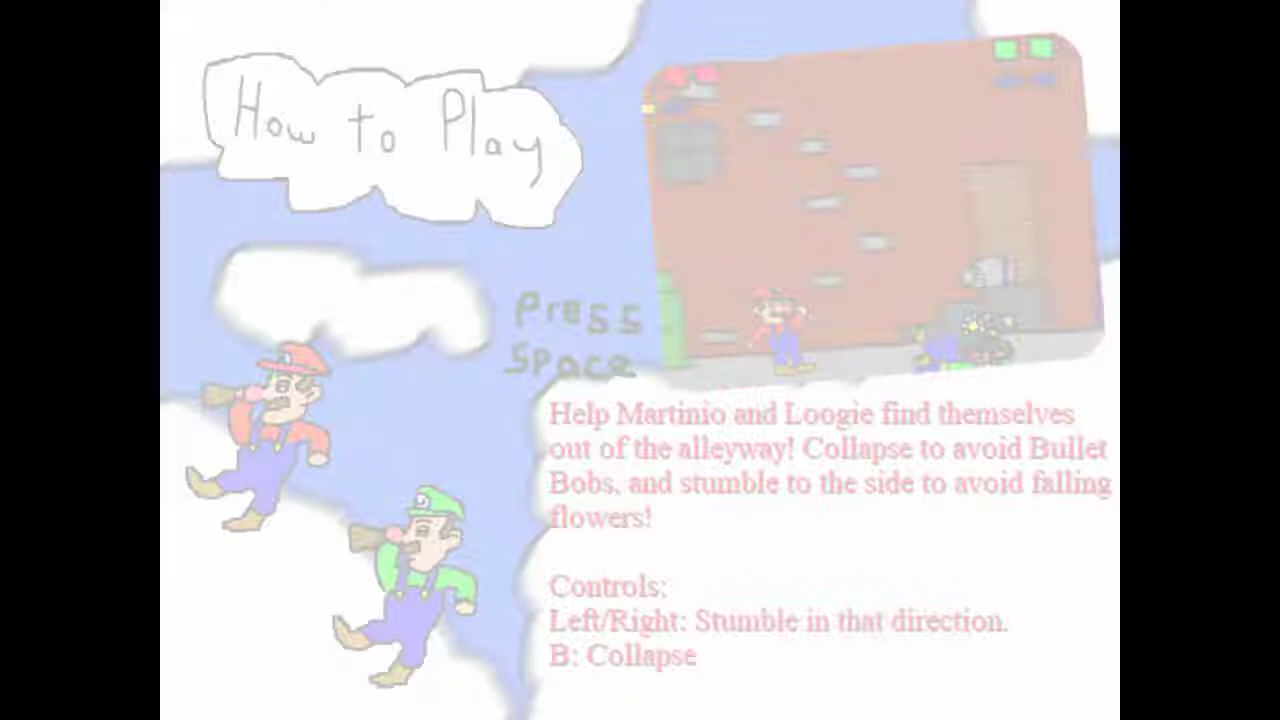 How to Play
Press
Space
Help Martinio and Loogie find themselves
out of the alleyway! Collapse to avoid Bullet
Bobs, and stumble to the side to avoid falling
flowers!
Controls:
Left/Right: Stumble in that direction.
B: Collapse